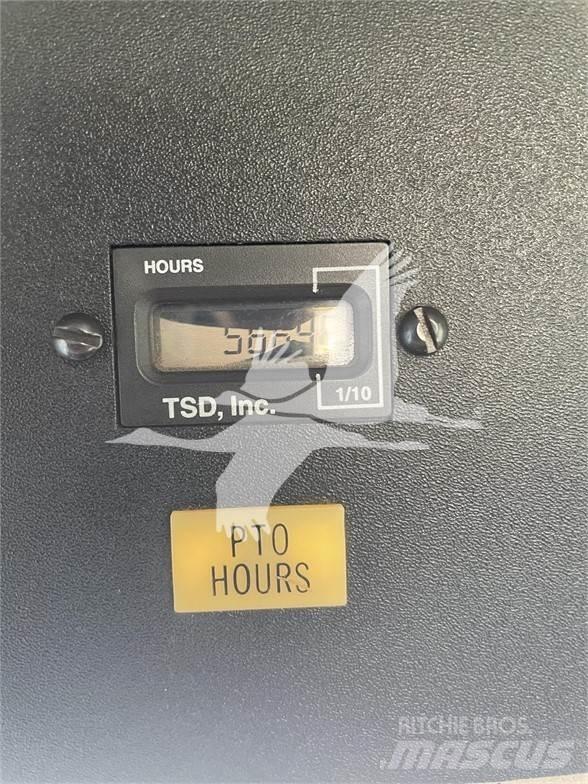 HOURS
1/10
TSD, Inc.
PTO
HOURS
RITCHIE BROS.
MASCUS